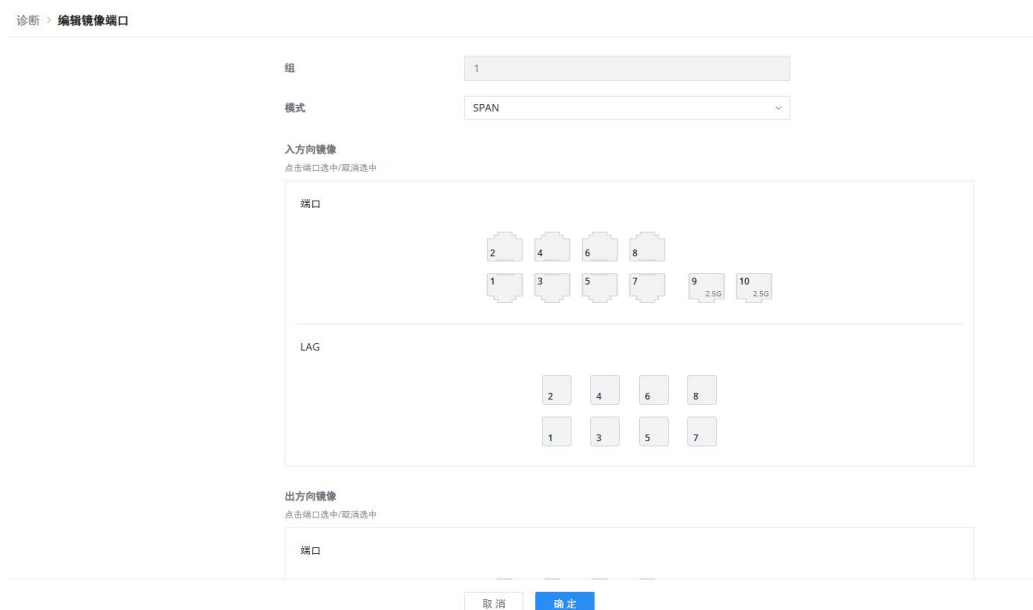 诊断 > 编辑镜像端口
组 1
模式 SPAN
入方向镜像
点击端口选中/取消选中
端口
2 4 6 8
1 3 5 7 9 10
2.5G 2.5G
LAG
2 4 6 8
1 3 5 7
出方向镜像
点击端口选中/取消选中
端口
取消 确定